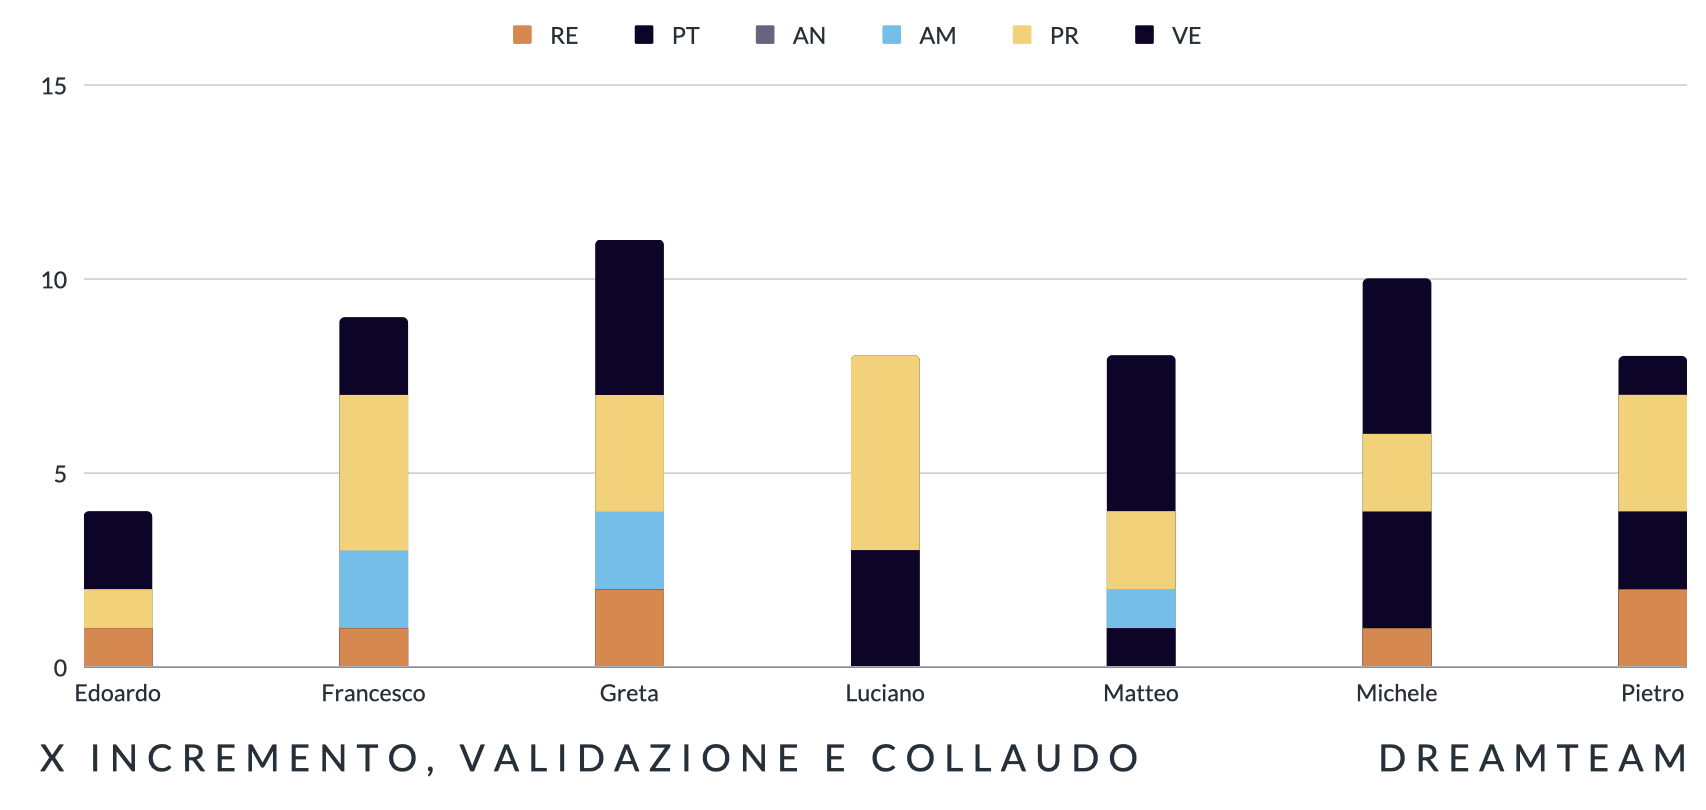 RE PT AN AM PR VE
15
10
5
0
Edoardo Francesco Greta Luciano Matteo Michele Pietro
X INCREMENTO, VALIDAZIONE E COLLAUDO DREAMTEAM